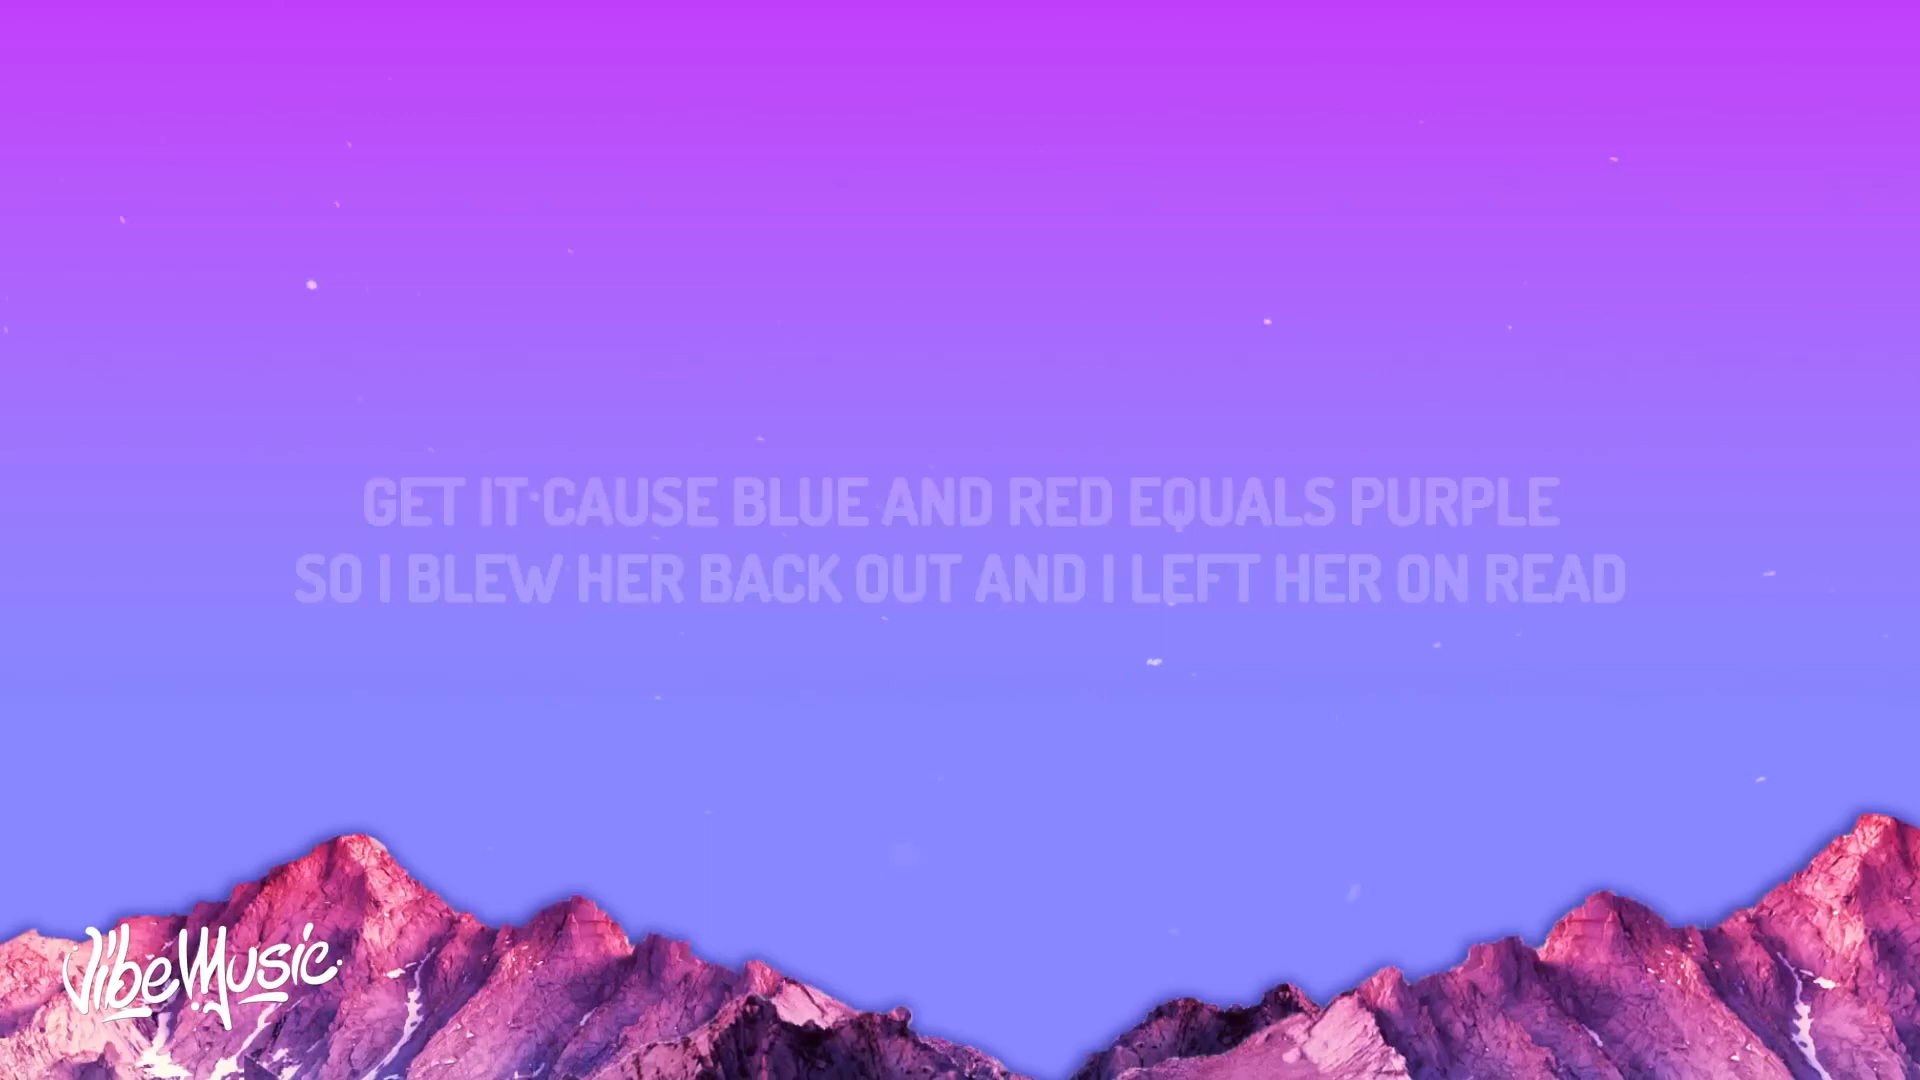 GET IT CAUSE BLUE AND RED EQUALS PURPLE
SO I BLEW HER BACK OUT AND I LEFT HER ON READ
VibeMusic.